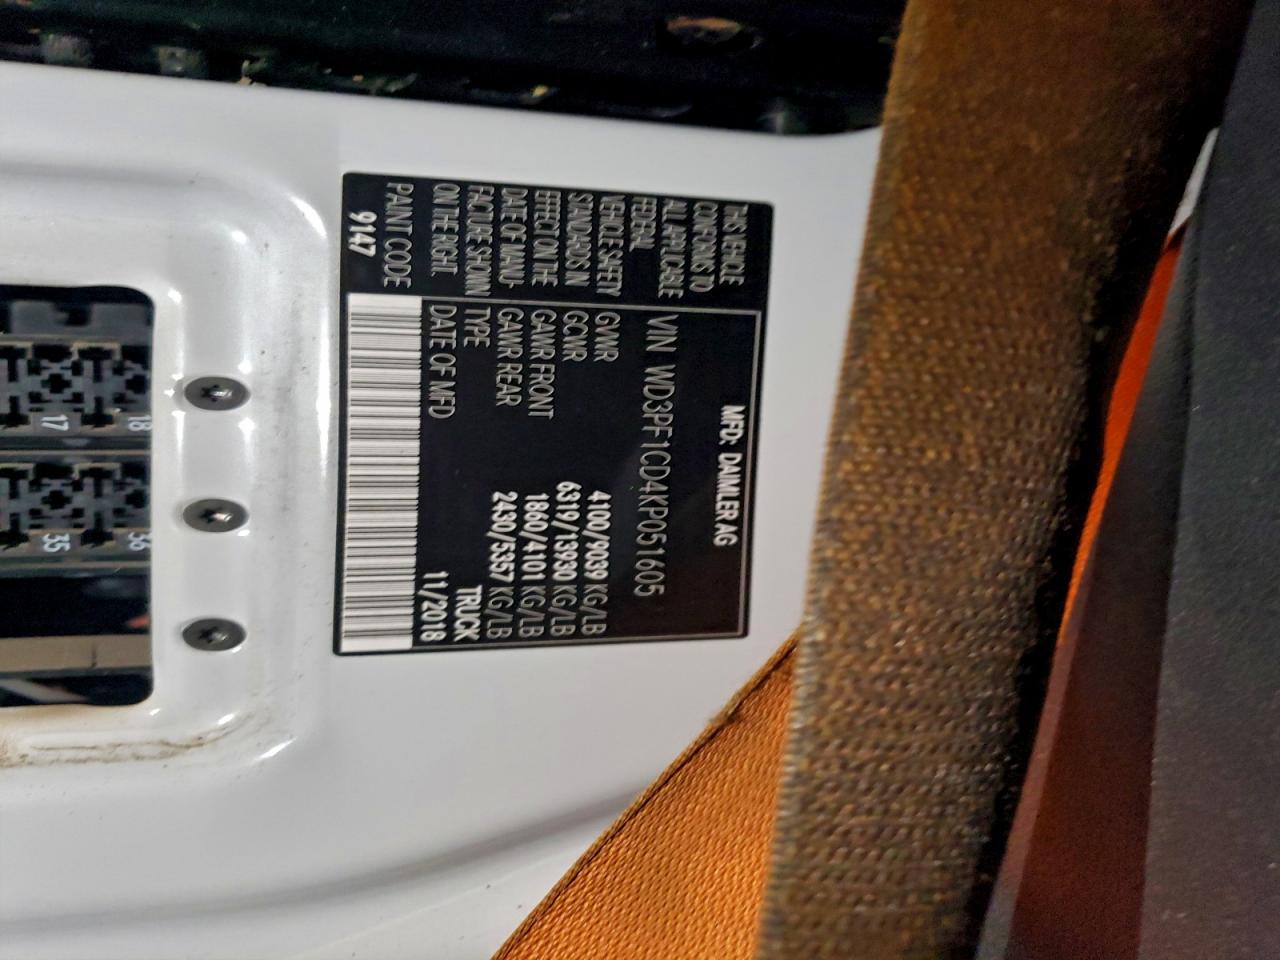 MFD: DAIMLER AG
THIS VEHICLE
CONFORMS TO
ALL APPLICABLE
FEDERAL
VEHICLE SAFETY
STANDARDS IN
EFFECT ON THE
DATE OF MANU-
FACTURE SHOWN
ON THE RIGHT
PAINT CODE
9147
VIN WD3PF1CD4KP051605
GVWR 4100/9039 KG/LB
GCWR 6319/13930 KG/LB
GAWR FRONT 1860/4101 KG/LB
GAWR REAR 2430/5357 KG/LB
TYPE TRUCK
DATE OF MFD 11/2018
18
17
36
35